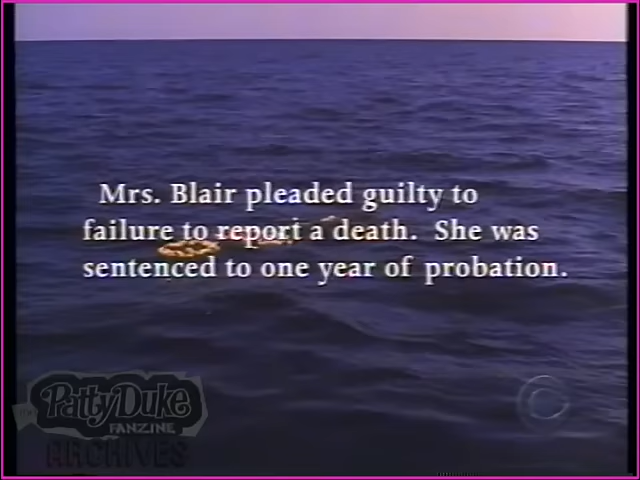 Mrs. Blair pleaded guilty to
failure to report a death. She was
sentenced to one year of probation.
Patty Duke
FANZINE
ARCHIVES